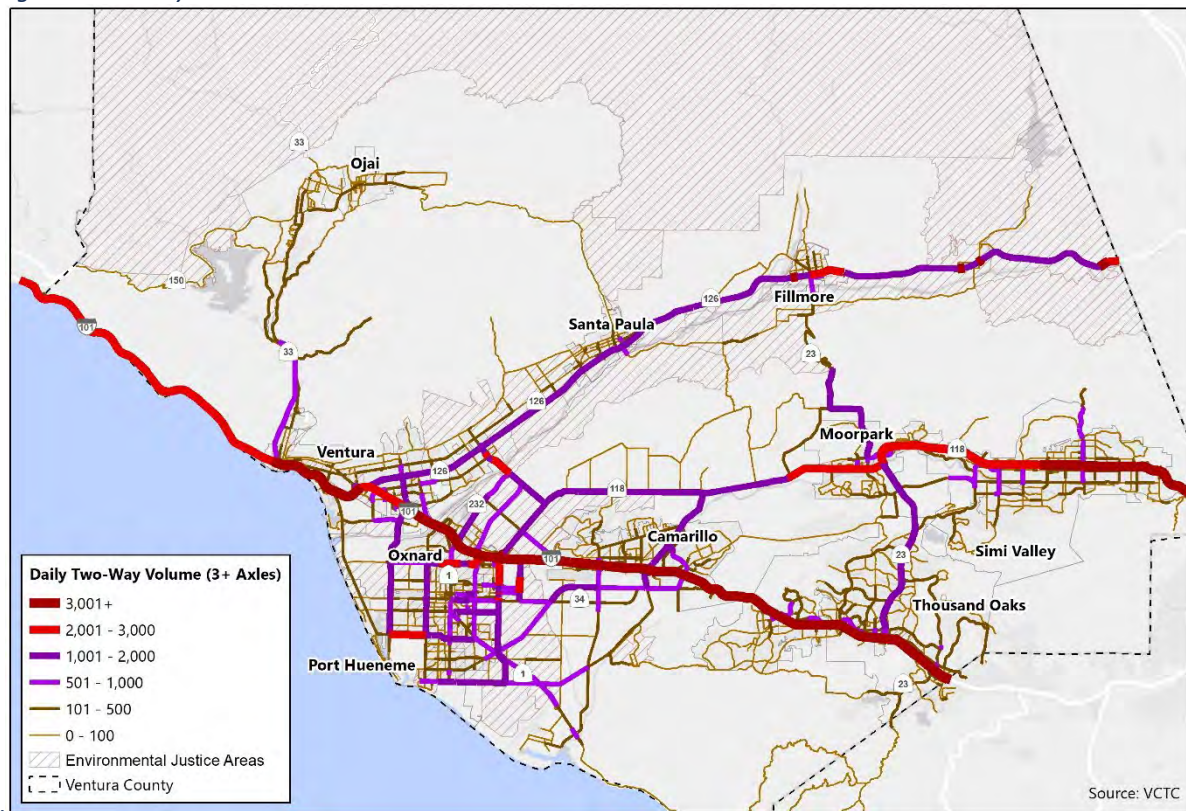 33
Ojai
150
101
33
Santa Paula
126
126
Fillmore
23
Ventura
126
232
101
118
Moorpark
118
Oxnard
1
101
Camarillo
34
23
Simi Valley
Thousand Oaks
Port Hueneme
1
23
Daily Two-Way Volume (3+ Axles)
3,001+
2,001 - 3,000
1,001 - 2,000
501 - 1,000
101 - 500
0 - 100
Environmental Justice Areas
Ventura County
Source: VCTC